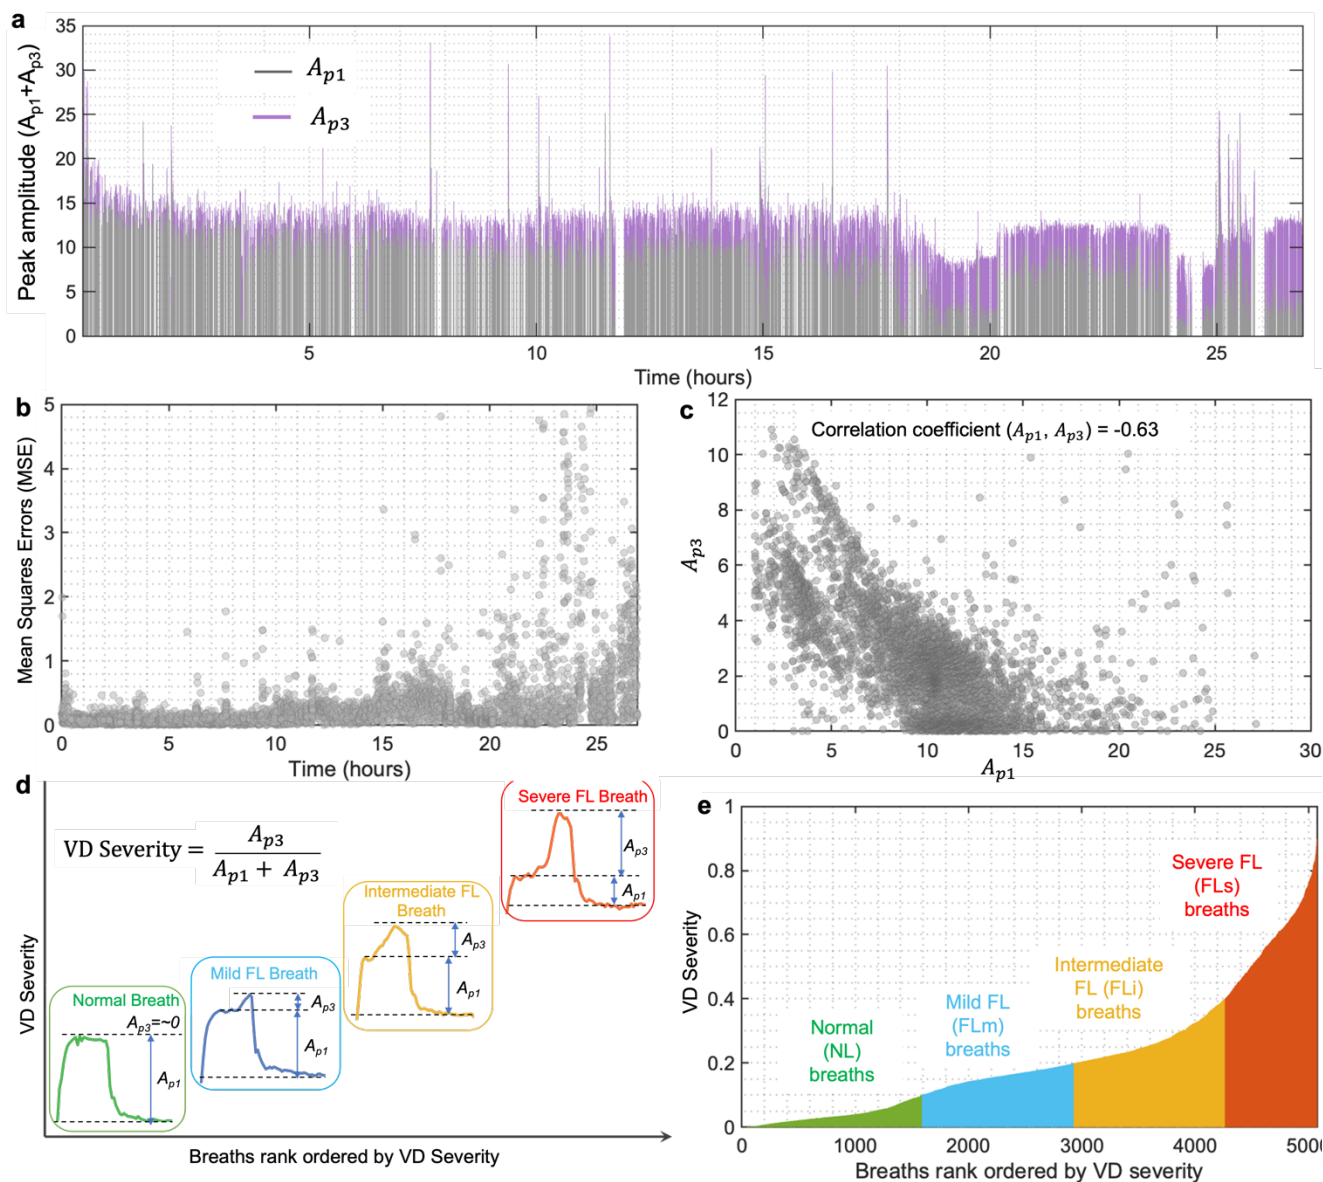 a
Peak amplitude (Ap1+Ap3)
35
30
25
20
15
10
5
0
Ap1
Ap3
5
10
15
20
25
Time (hours)
b
Mean Squares Errors (MSE)
5
4
3
2
1
0
0
5
10
15
20
25
Time (hours)
c
Correlation coefficient (Ap1, Ap3) = -0.63
Ap3
12
10
8
6
4
2
0
0
5
10
15
20
25
30
Ap1
d
VD Severity = Ap3 / Ap1 + Ap3
VD Severity
Normal Breath
Ap3=~0
Ap1
Mild FL Breath
Ap3
Ap1
Intermediate FL
Breath
Ap3
Ap1
Severe FL Breath
Ap3
Ap1
Breaths rank ordered by VD Severity
e
VD Severity
1
0.8
0.6
0.4
0.2
0
Normal
(NL)
breaths
Mild FL
(FLm)
breaths
Intermediate
FL (FLi)
breaths
Severe FL
(FLs)
breaths
0
1000
2000
3000
4000
Breaths rank ordered by VD severity